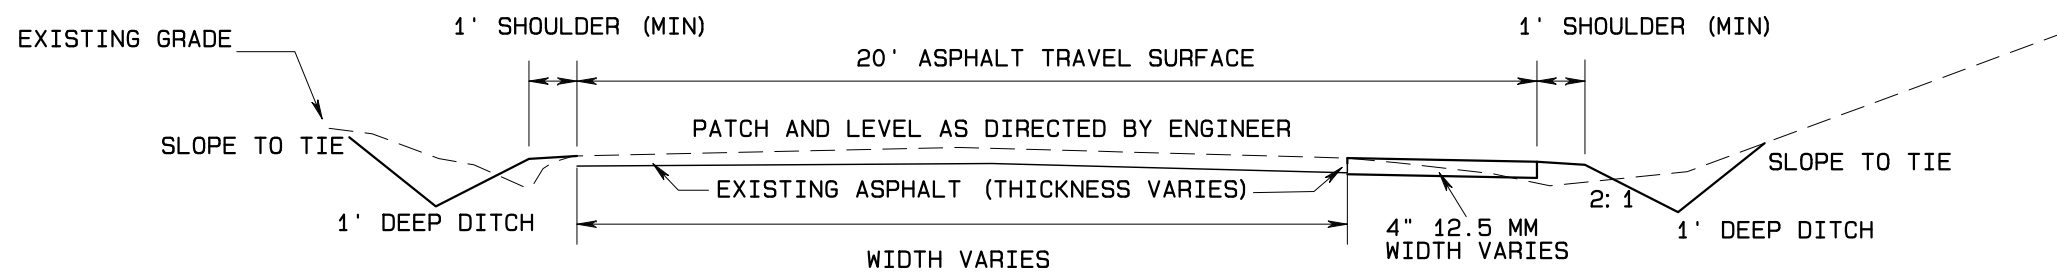 1' SHOULDER (MIN)
1' SHOULDER (MIN)
EXISTING GRADE
20' ASPHALT TRAVEL SURFACE
PATCH AND LEVEL AS DIRECTED BY ENGINEER
SLOPE TO TIE
SLOPE TO TIE
EXISTING ASPHALT (THICKNESS VARIES)
2: 1
1' DEEP DITCH
4" 12.5 MM
WIDTH VARIES
1' DEEP DITCH
WIDTH VARIES